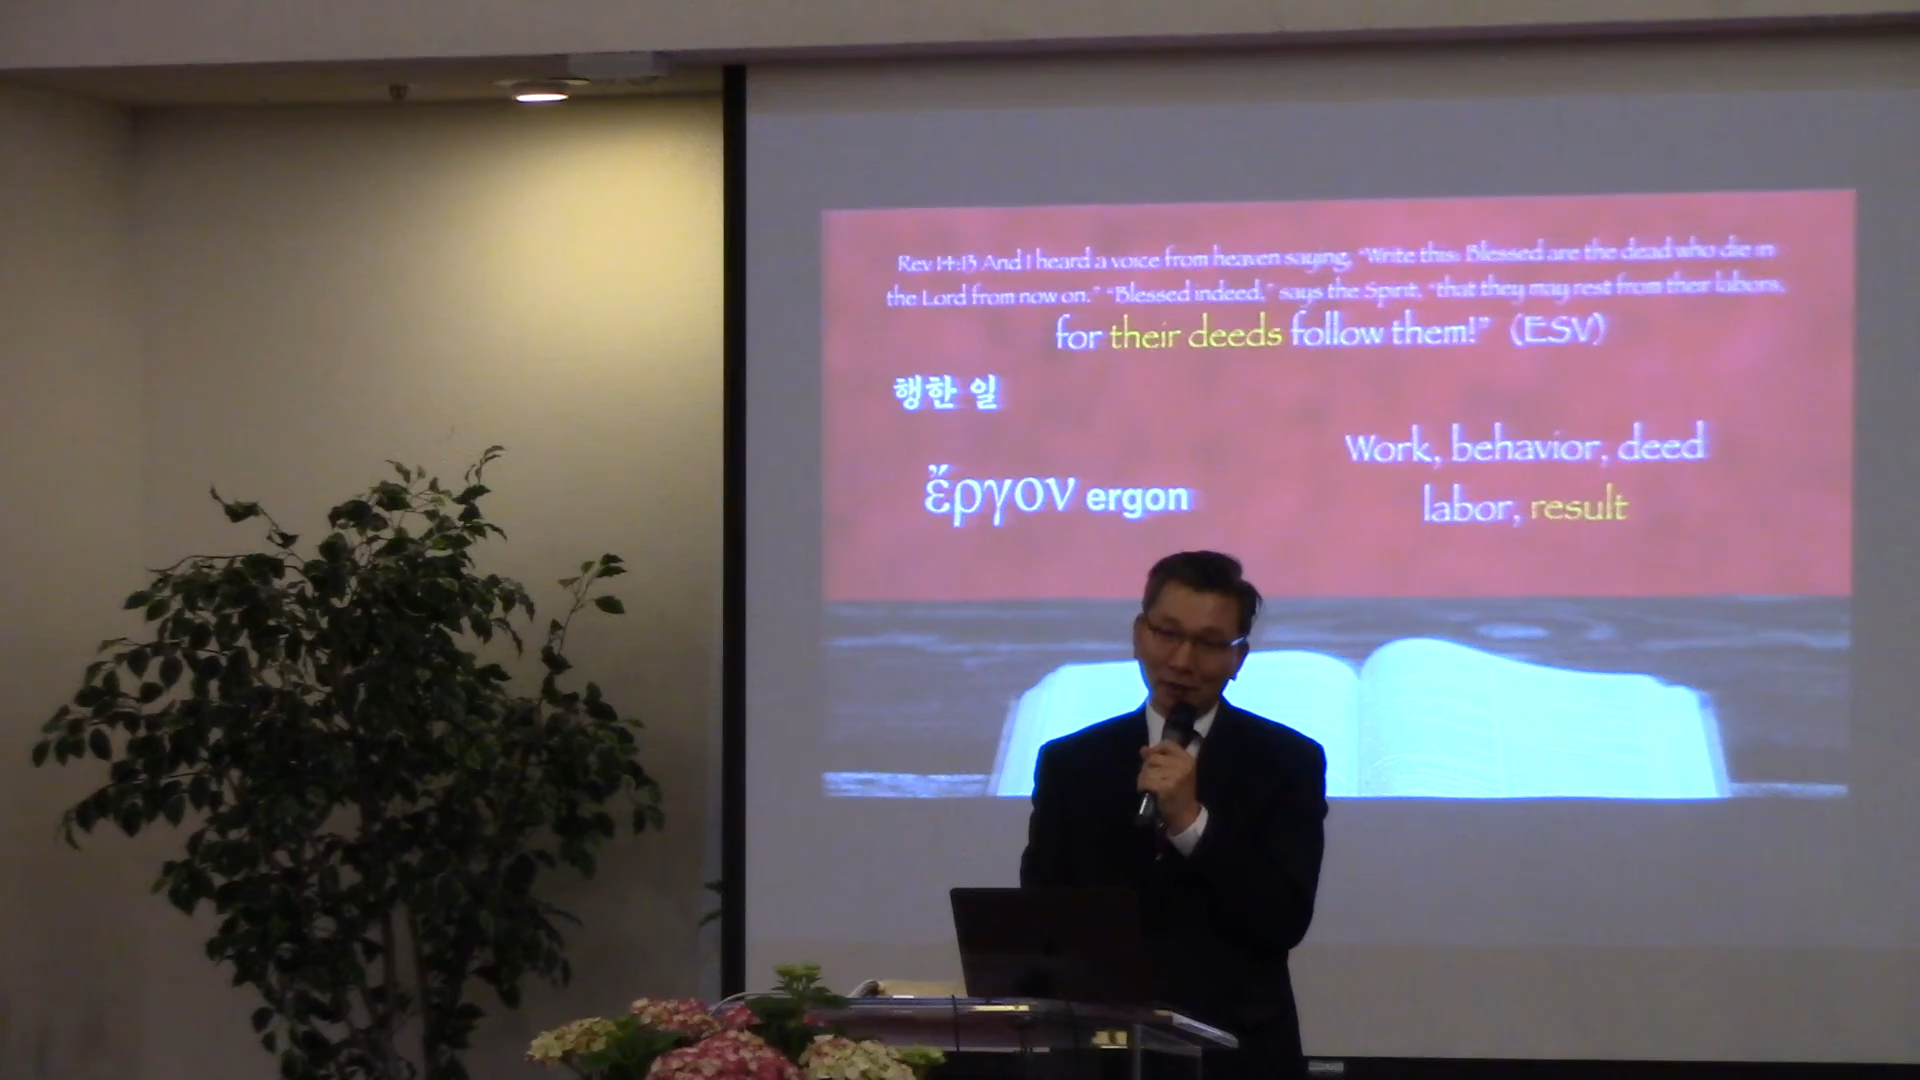 Rev 14:13 And I heard a voice from heaven saying, "Write this: Blessed are the dead who die in
the Lord from now on." "Blessed indeed," says the Spirit, "that they may rest from their labors,
for their deeds follow them!" (ESV)
행한 일
Work, behavior, deed
ἔργον ergon
labor, result